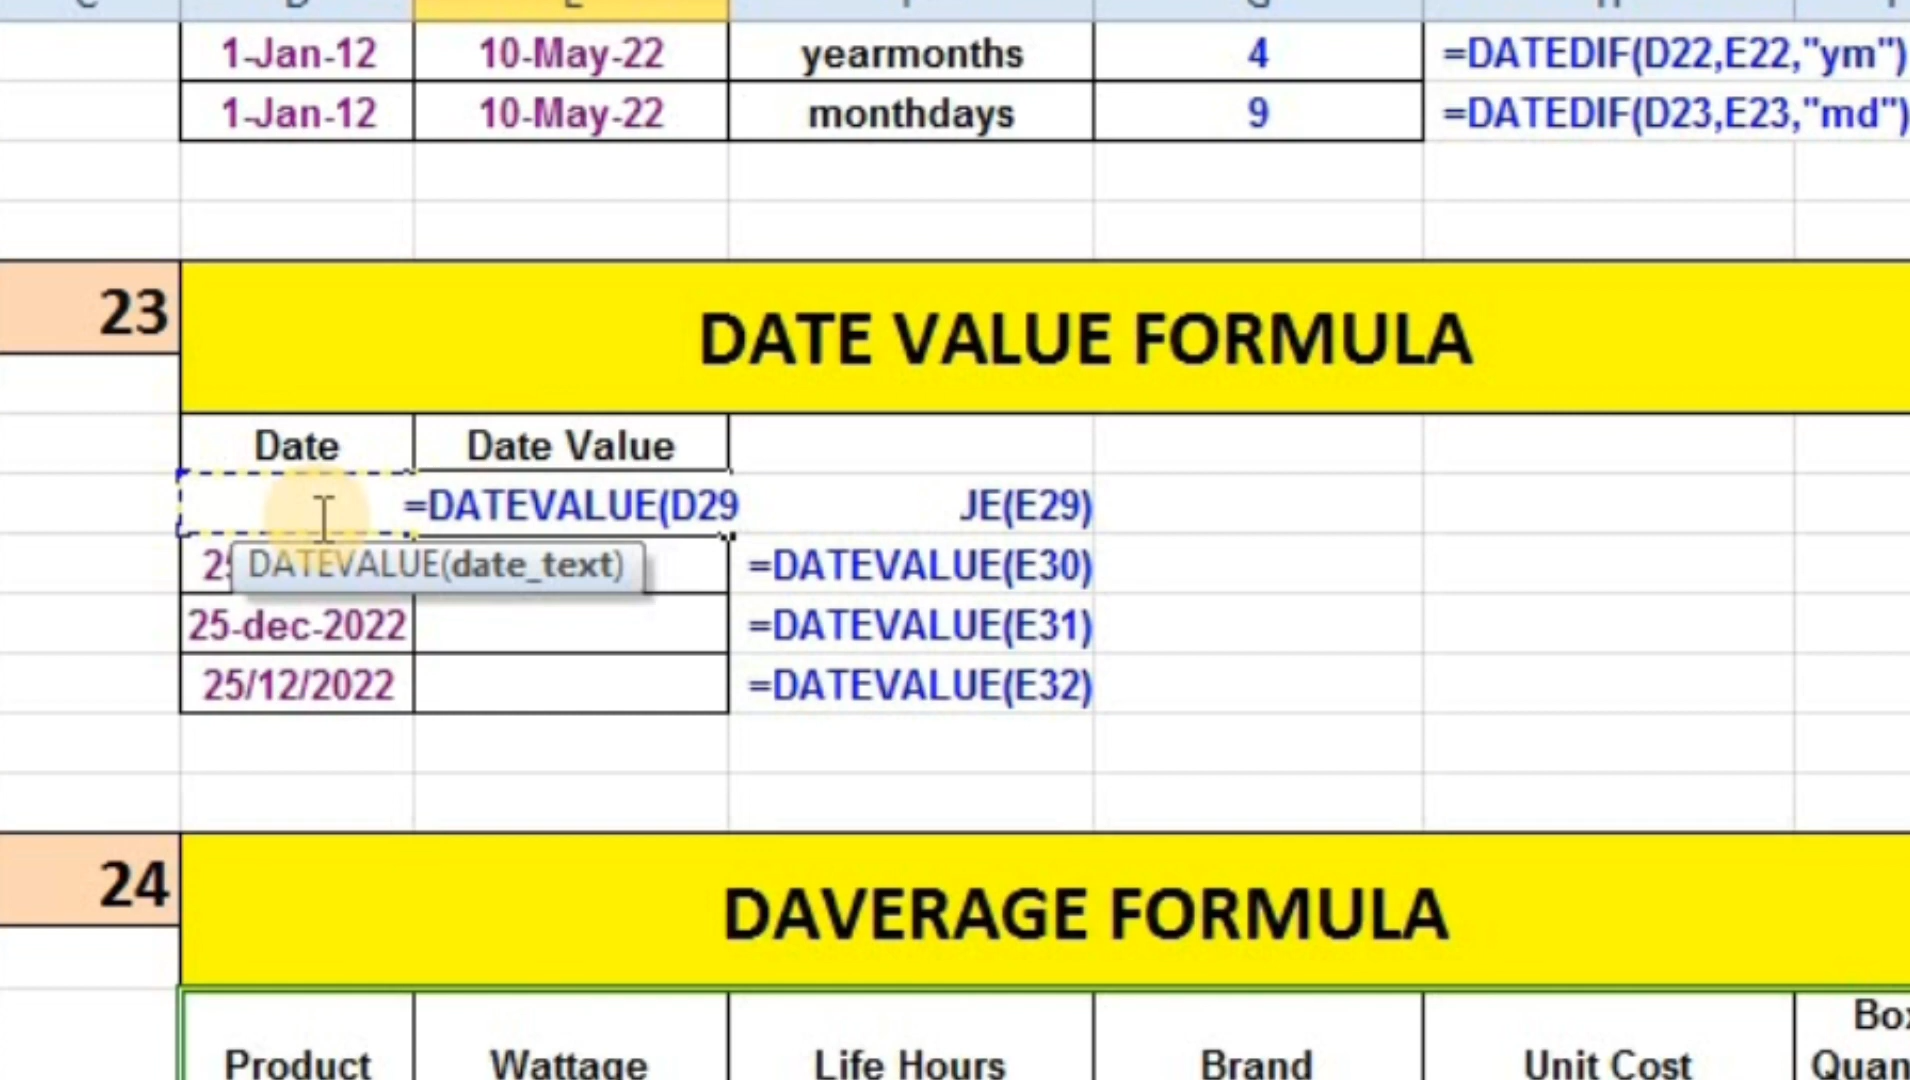 1-Jan-12 10-May-22 yearmonths 4 =DATEDIF(D22,E22,"ym")
1-Jan-12 10-May-22 monthdays 9 =DATEDIF(D23,E23,"md")
23 DATE VALUE FORMULA
Date Date Value
=DATEVALUE(D29 JE(E29)
25 DATEVALUE(date_text) =DATEVALUE(E30)
25-dec-2022 =DATEVALUE(E31)
25/12/2022 =DATEVALUE(E32)
24 DAVERAGE FORMULA
Product Wattage Life Hours Brand Unit Cost Box
Quan